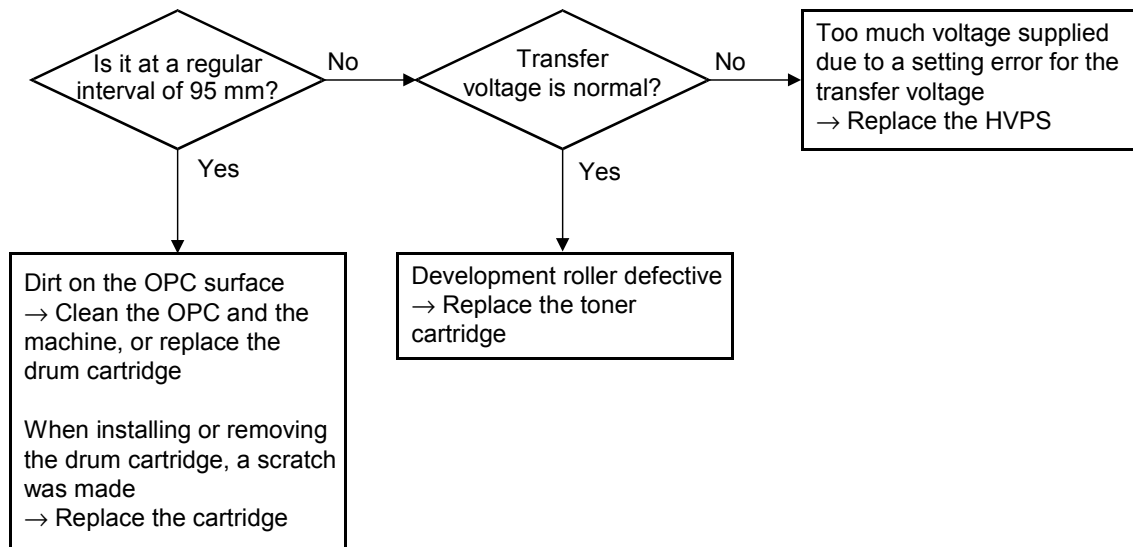 Is it at a regular
interval of 95 mm?
No
Transfer
voltage is normal?
No
Too much voltage supplied
due to a setting error for the
transfer voltage
→ Replace the HVPS
Yes
Yes
Dirt on the OPC surface
→ Clean the OPC and the
machine, or replace the
drum cartridge
When installing or removing
the drum cartridge, a scratch
was made
→ Replace the cartridge
Development roller defective
→ Replace the toner
cartridge